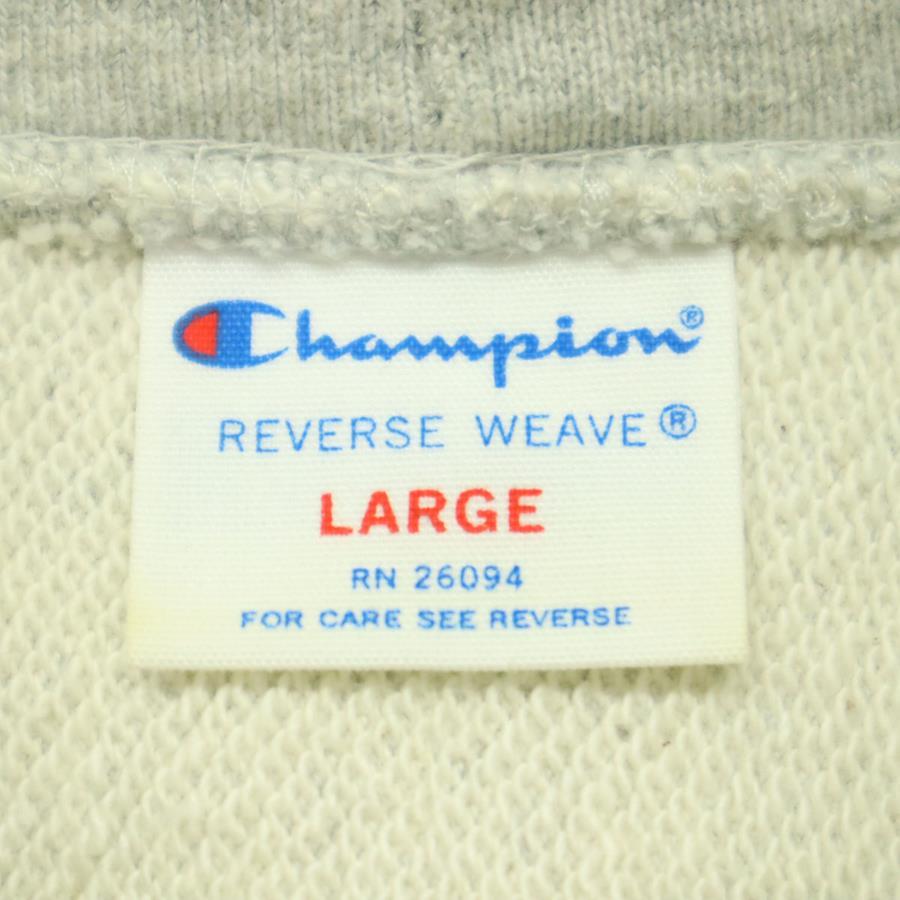 Champion®
REVERSE WEAVE®
LARGE
RN 26094
FOR CARE SEE REVERSE